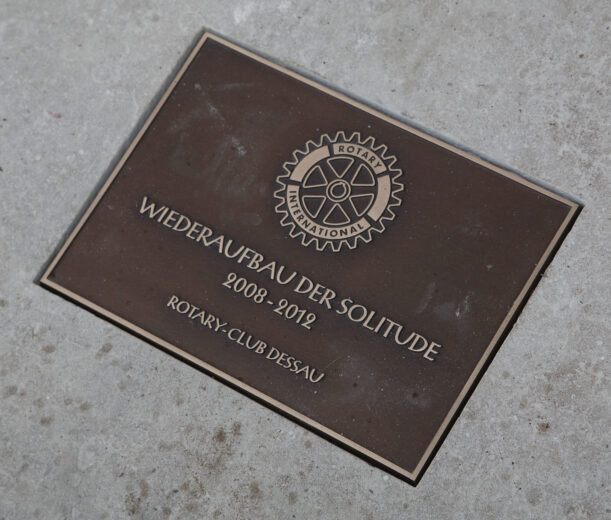 ROTARY
INTERNATIONAL
WIEDERAUFBAU DER SOLITUDE
2008-2012
ROTARY-CLUB DESSAU